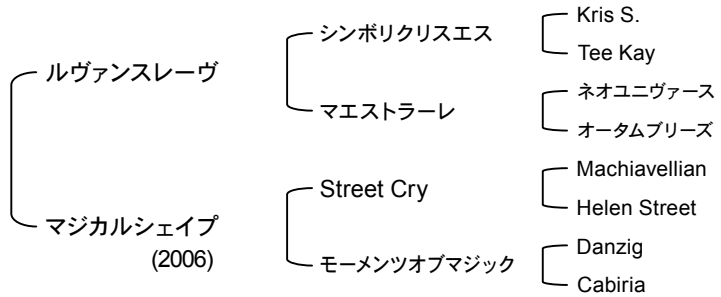 ルヴァンスレーヴ
マジカルシェイプ
(2006)
シンボリクリスエス
マエストラーレ
Street Cry
モーメンツオブマジック
Kris S.
Tee Kay
ネオユニヴァース
オータムブリーズ
Machiavellian
Helen Street
Danzig
Cabiria